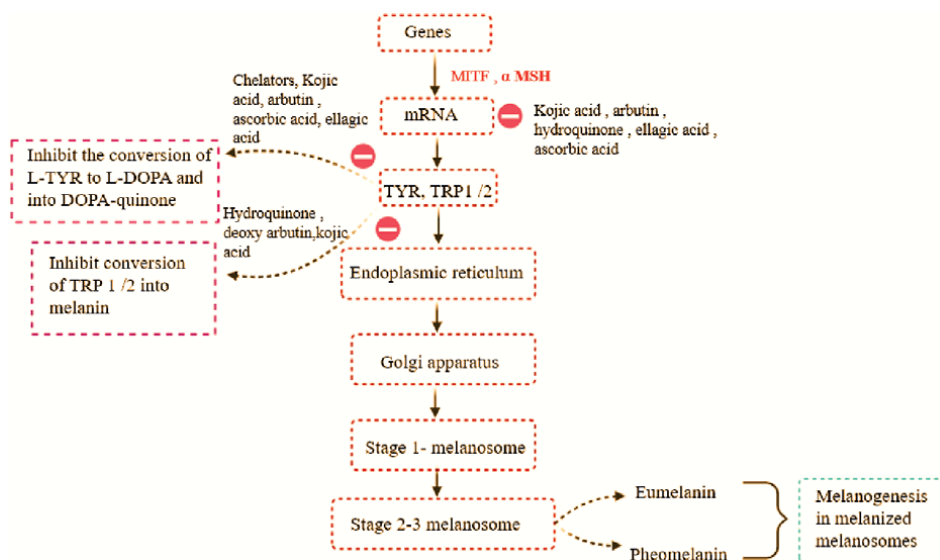 Genes
MITF , α MSH
Chelators, Kojic
acid, arbutin ,
ascorbic acid, ellagic
acid
mRNA
Kojic acid , arbutin ,
hydroquinone , ellagic acid ,
ascorbic acid
Inhibit the conversion of
L-TYR to L-DOPA and
into DOPA-quinone
TYR, TRP1 /2
Hydroquinone ,
deoxy arbutin,kojic
acid
Inhibit conversion
of TRP 1 /2 into
melanin
Endoplasmic reticulum
Golgi apparatus
Stage 1- melanosome
Stage 2-3 melanosome
Eumelanin
Pheomelanin
Melanogenesis
in melanized
melanosomes